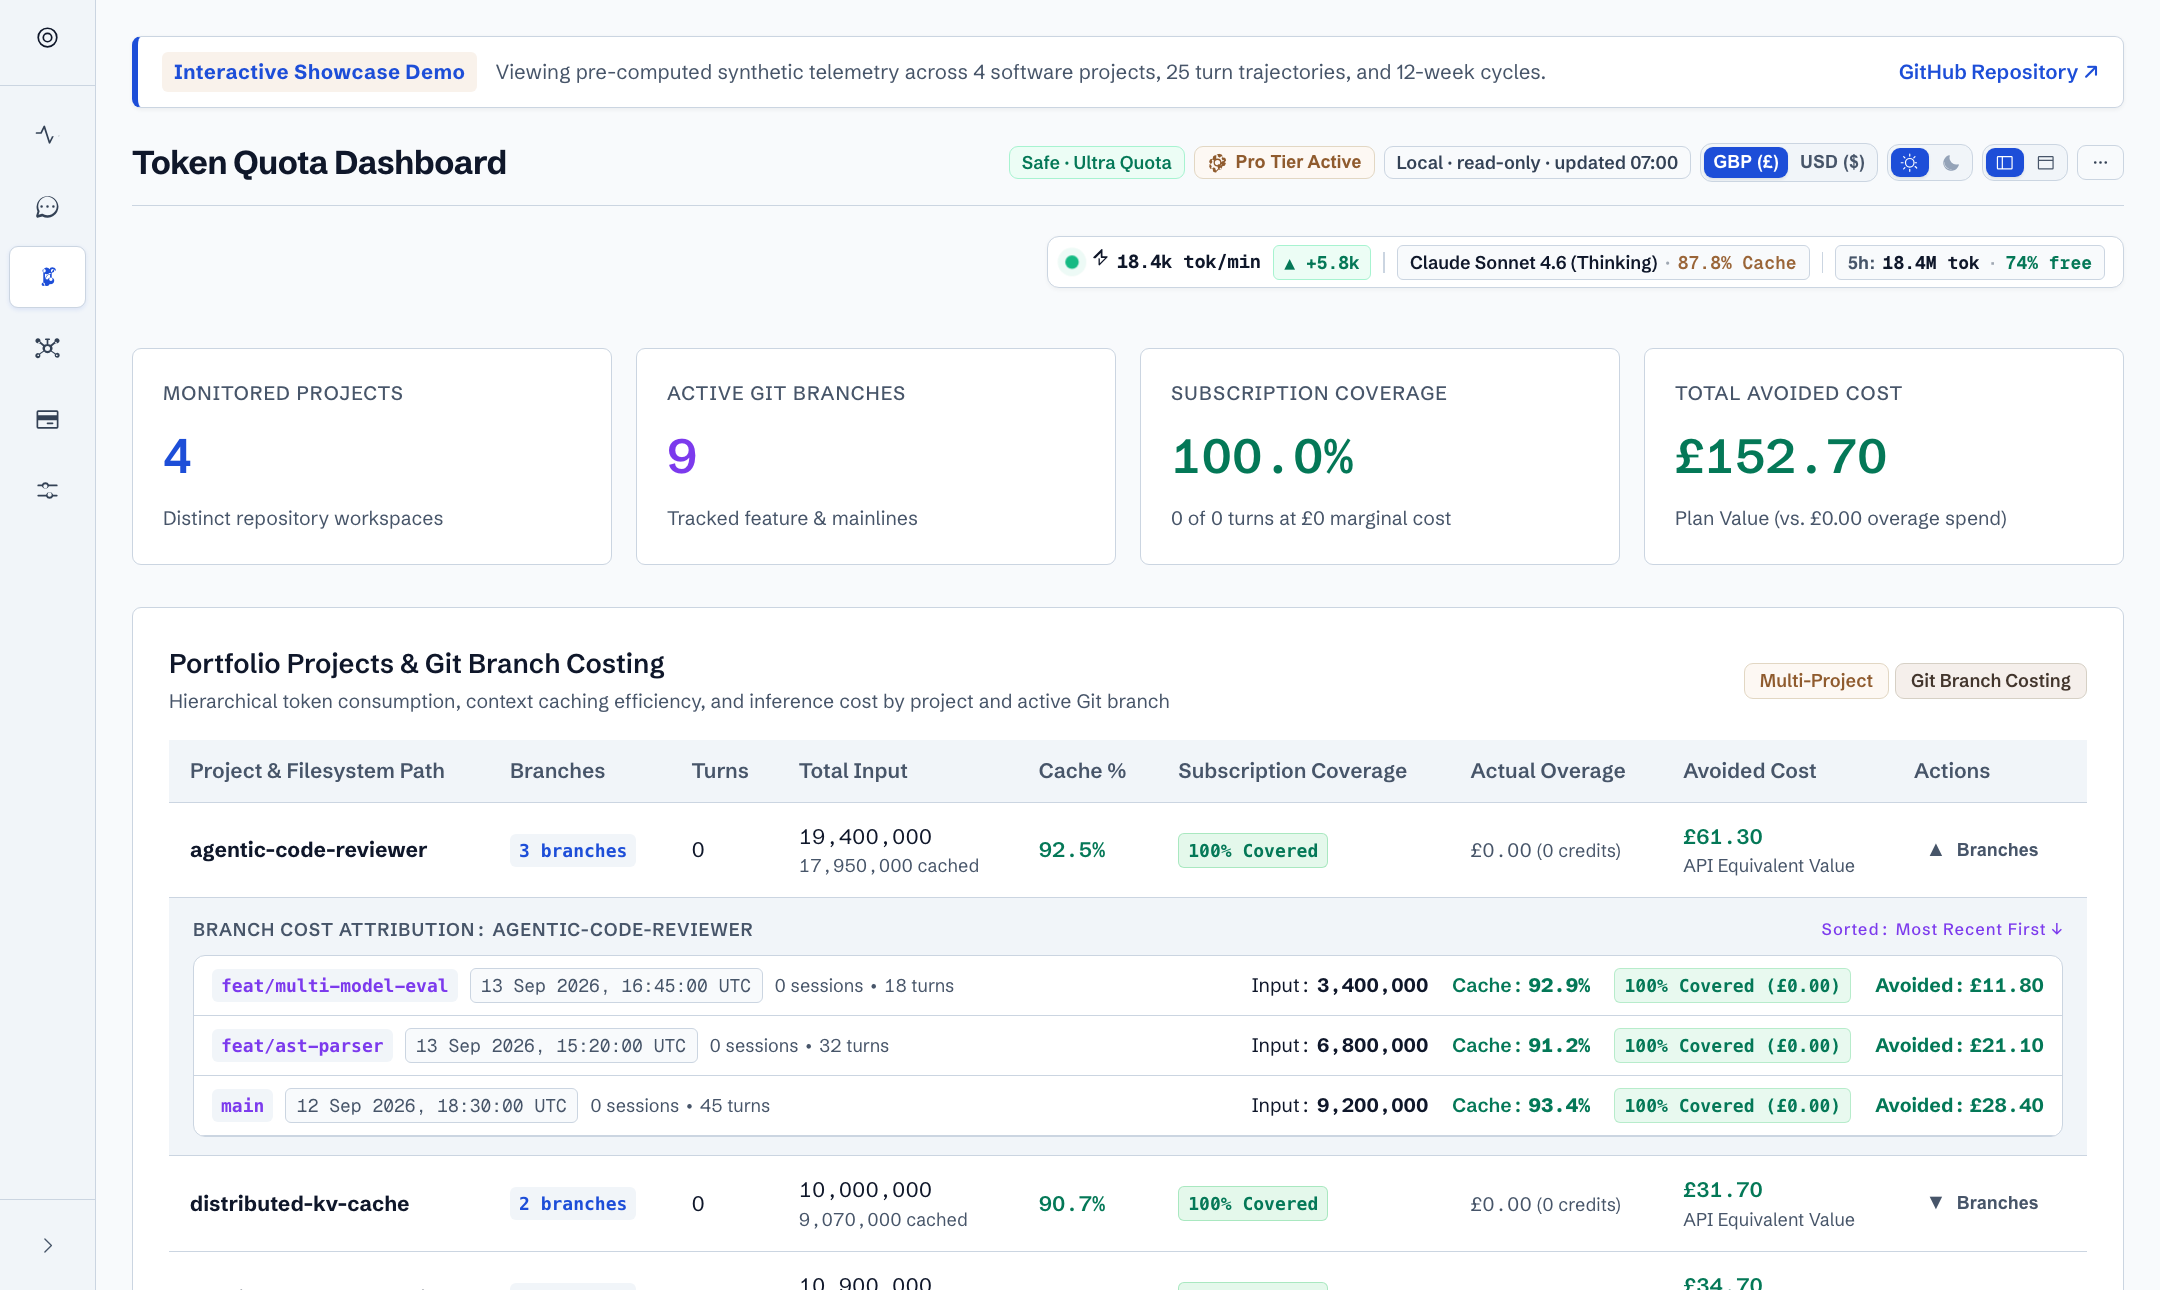 Interactive Showcase Demo Viewing pre-computed synthetic telemetry across 4 software projects, 25 turn trajectories, and 12-week cycles. GitHub Repository ↗
Token Quota Dashboard Safe · Ultra Quota Pro Tier Active Local · read-only · updated 07:00 GBP (£) USD ($) ...
18.4k tok/min ▲ +5.8k Claude Sonnet 4.6 (Thinking) · 87.8% Cache 5h: 18.4M tok · 74% free
MONITORED PROJECTS ACTIVE GIT BRANCHES SUBSCRIPTION COVERAGE TOTAL AVOIDED COST
4 9 100.0% £152.70
Distinct repository workspaces Tracked feature & mainlines 0 of 0 turns at £0 marginal cost Plan Value (vs. £0.00 overage spend)
Portfolio Projects & Git Branch Costing
Hierarchical token consumption, context caching efficiency, and inference cost by project and active Git branch
Multi-Project Git Branch Costing
Project & Filesystem Path Branches Turns Total Input Cache % Subscription Coverage Actual Overage Avoided Cost Actions
agentic-code-reviewer 3 branches 0 19,400,000 92.5% 100% Covered £0.00 (0 credits) £61.30 ▲ Branches
17,950,000 cached API Equivalent Value
BRANCH COST ATTRIBUTION: AGENTIC-CODE-REVIEWER Sorted: Most Recent First ↓
feat/multi-model-eval 13 Sep 2026, 16:45:00 UTC 0 sessions • 18 turns Input: 3,400,000 Cache: 92.9% 100% Covered (£0.00) Avoided: £11.80
feat/ast-parser 13 Sep 2026, 15:20:00 UTC 0 sessions • 32 turns Input: 6,800,000 Cache: 91.2% 100% Covered (£0.00) Avoided: £21.10
main 12 Sep 2026, 18:30:00 UTC 0 sessions • 45 turns Input: 9,200,000 Cache: 93.4% 100% Covered (£0.00) Avoided: £28.40
distributed-kv-cache 2 branches 0 10,000,000 90.7% 100% Covered £0.00 (0 credits) £31.70 ▼ Branches
9,070,000 cached API Equivalent Value
10,900,000 £34.70